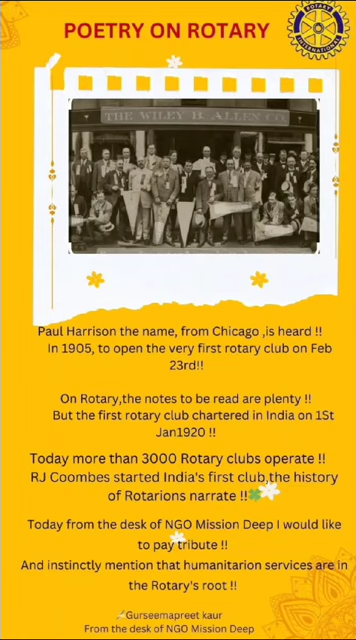 POETRY ON ROTARY
ROTARY
INTERNATIONAL
THE WILEY B. ALLEN CO.
Paul Harrison the name, from Chicago ,is heard !!
In 1905, to open the very first rotary club on Feb
23rd!!
On Rotary,the notes to be read are plenty !!
But the first rotary club chartered in India on 1St
Jan1920 !!
Today more than 3000 Rotary clubs operate !!
RJ Coombes started India's first club,the history
of Rotarions narrate !!
Today from the desk of NGO Mission Deep I would like
to pay tribute !!
And instinctly mention that humanitarion services are in
the Rotary's root !!
Gurseemapreet kaur
From the desk of NGO Mission Deep